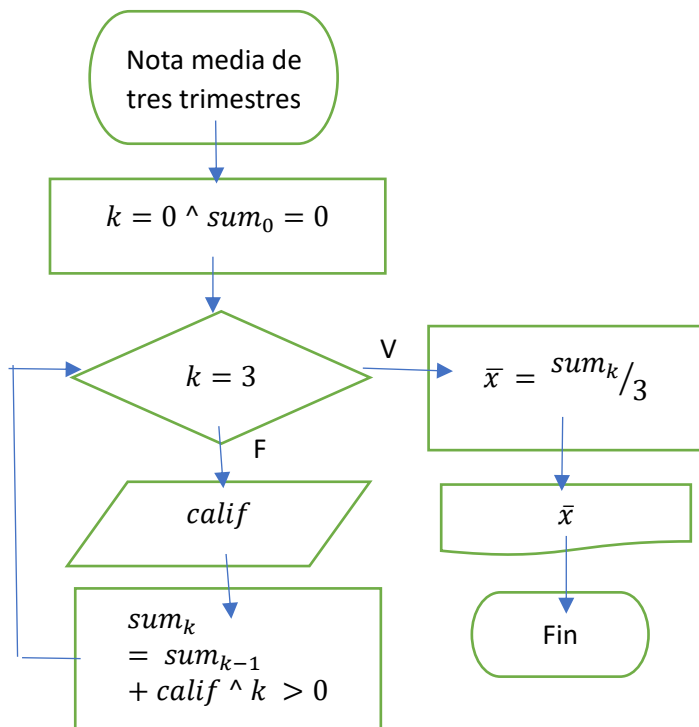 Nota media de
tres trimestres
k = 0 ^ sum₀ = 0
k = 3
V
x̄ = sumₖ/3
F
calif
x̄
sumₖ
= sumₖ₋₁
+ calif ^ k > 0
Fin